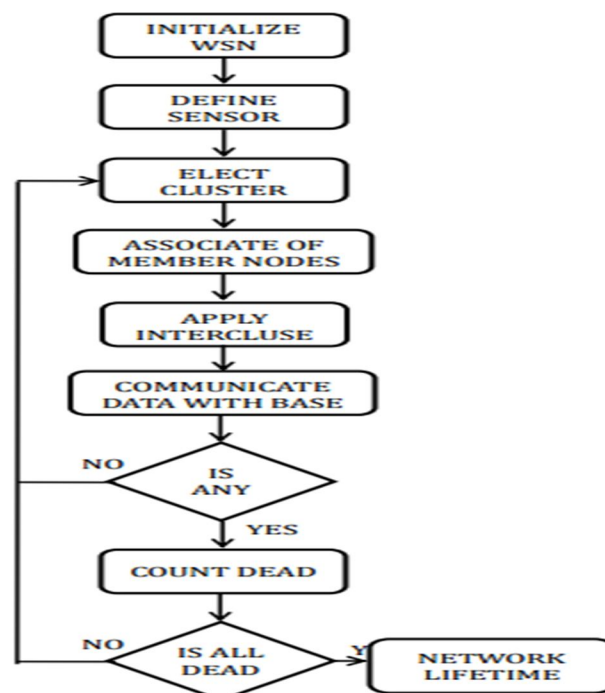 INITIALIZE
WSN
DEFINE
SENSOR
ELECT
CLUSTER
ASSOCIATE OF
MEMBER NODES
APPLY
INTERCLUSE
COMMUNICATE
DATA WITH BASE
NO
IS
ANY
YES
COUNT DEAD
NO
IS ALL
DEAD
Y
NETWORK
LIFETIME